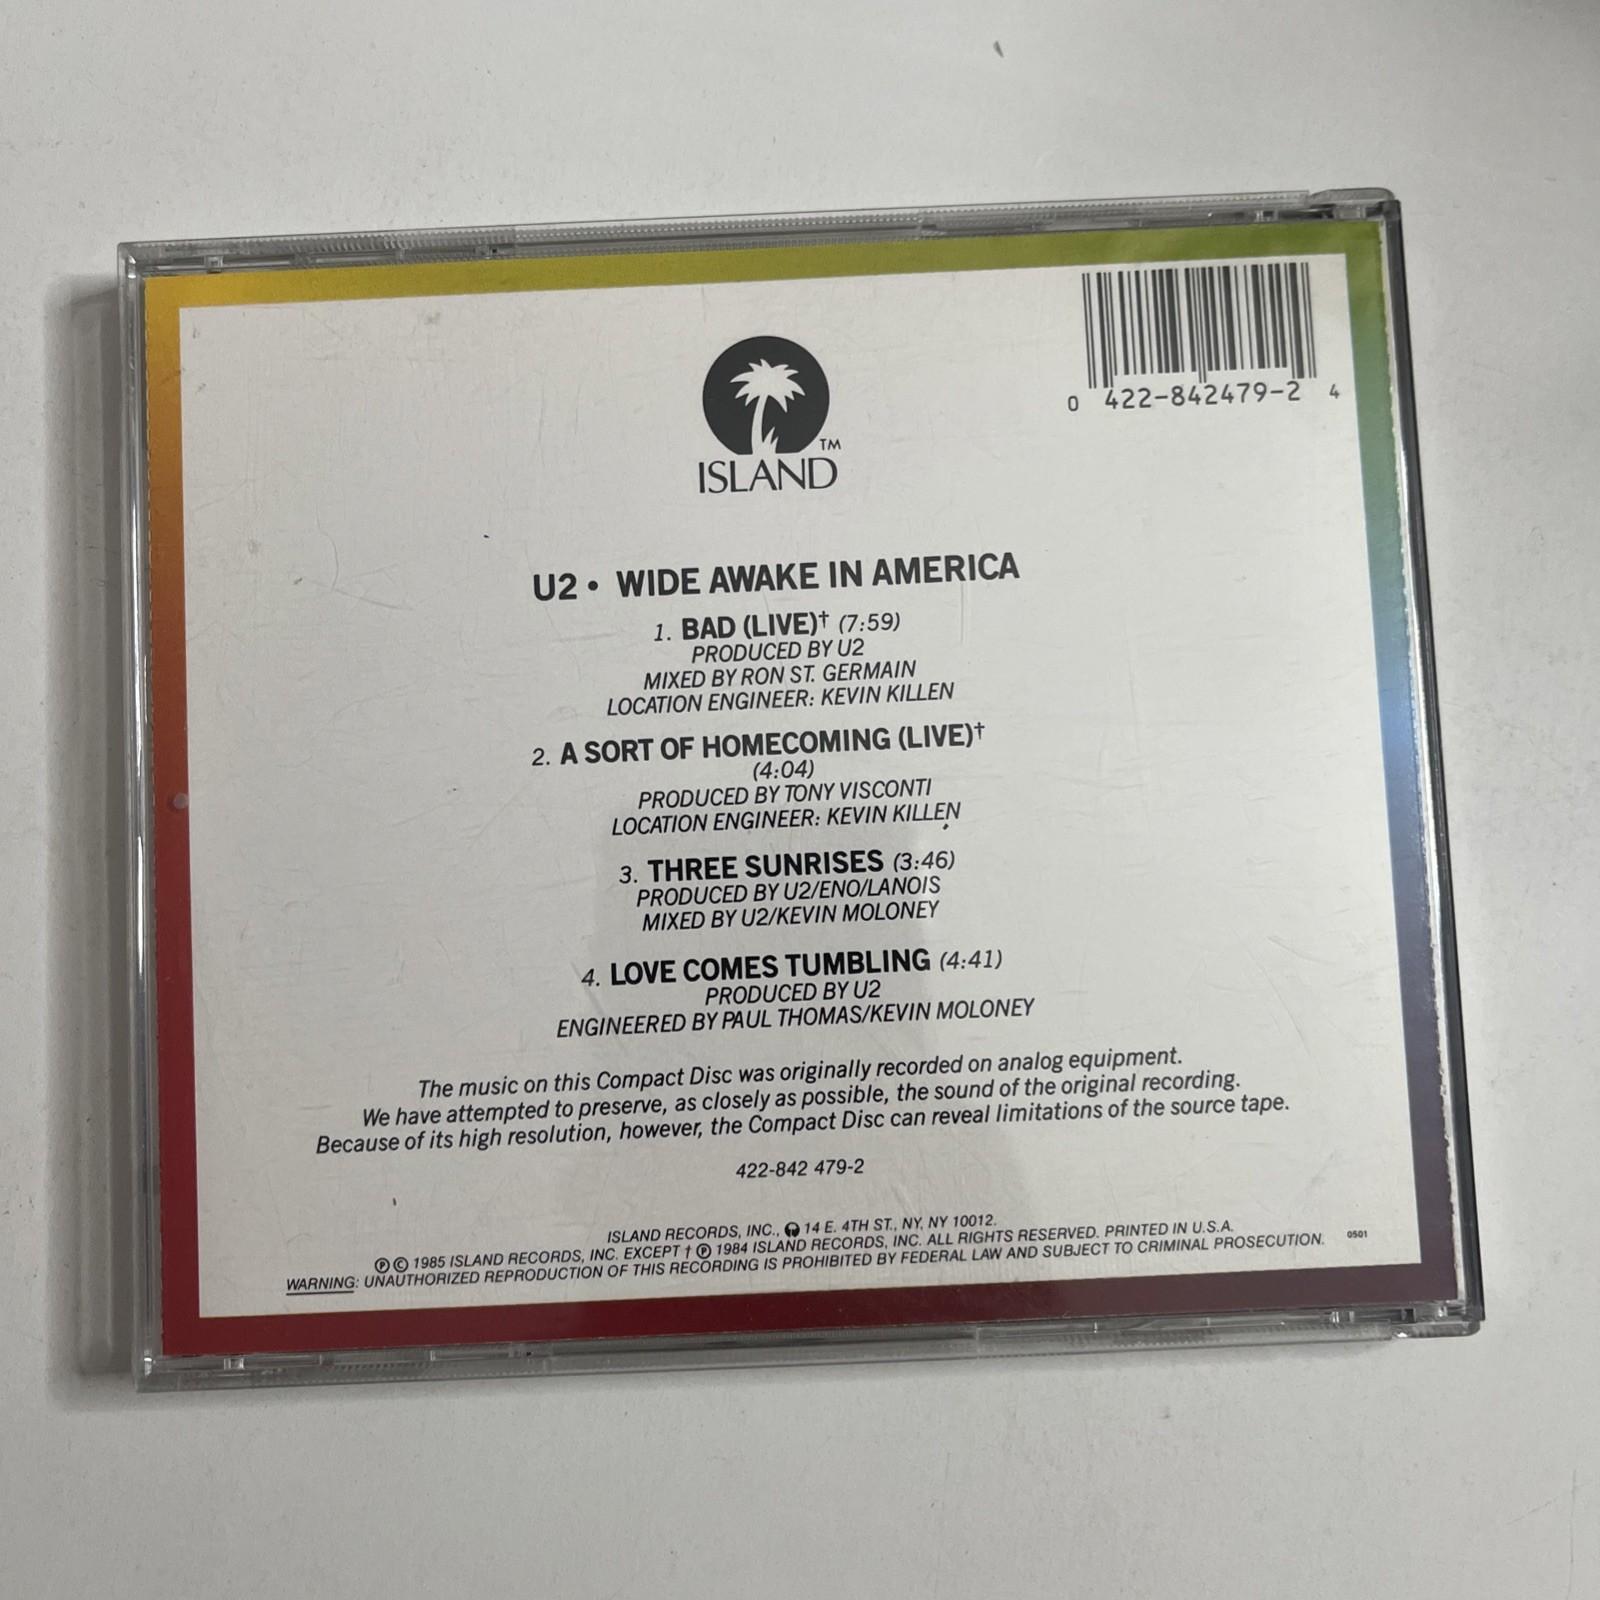 0 422-842479-2 4
TM
ISLAND
U2 • WIDE AWAKE IN AMERICA
1. BAD (LIVE)† (7:59)
PRODUCED BY U2
MIXED BY RON ST. GERMAIN
LOCATION ENGINEER: KEVIN KILLEN
2. A SORT OF HOMECOMING (LIVE)†
(4:04)
PRODUCED BY TONY VISCONTI
LOCATION ENGINEER: KEVIN KILLEN
3. THREE SUNRISES (3:46)
PRODUCED BY U2/ENO/LANOIS
MIXED BY U2/KEVIN MOLONEY
4. LOVE COMES TUMBLING (4:41)
PRODUCED BY U2
ENGINEERED BY PAUL THOMAS/KEVIN MOLONEY
The music on this Compact Disc was originally recorded on analog equipment.
We have attempted to preserve, as closely as possible, the sound of the original recording.
Because of its high resolution, however, the Compact Disc can reveal limitations of the source tape.
422-842 479-2
ISLAND RECORDS, INC., 14 E. 4TH ST., NY, NY 10012.
℗ © 1985 ISLAND RECORDS, INC. EXCEPT † ℗ 1984 ISLAND RECORDS, INC. ALL RIGHTS RESERVED. PRINTED IN U.S.A.
WARNING: UNAUTHORIZED REPRODUCTION OF THIS RECORDING IS PROHIBITED BY FEDERAL LAW AND SUBJECT TO CRIMINAL PROSECUTION.
0501